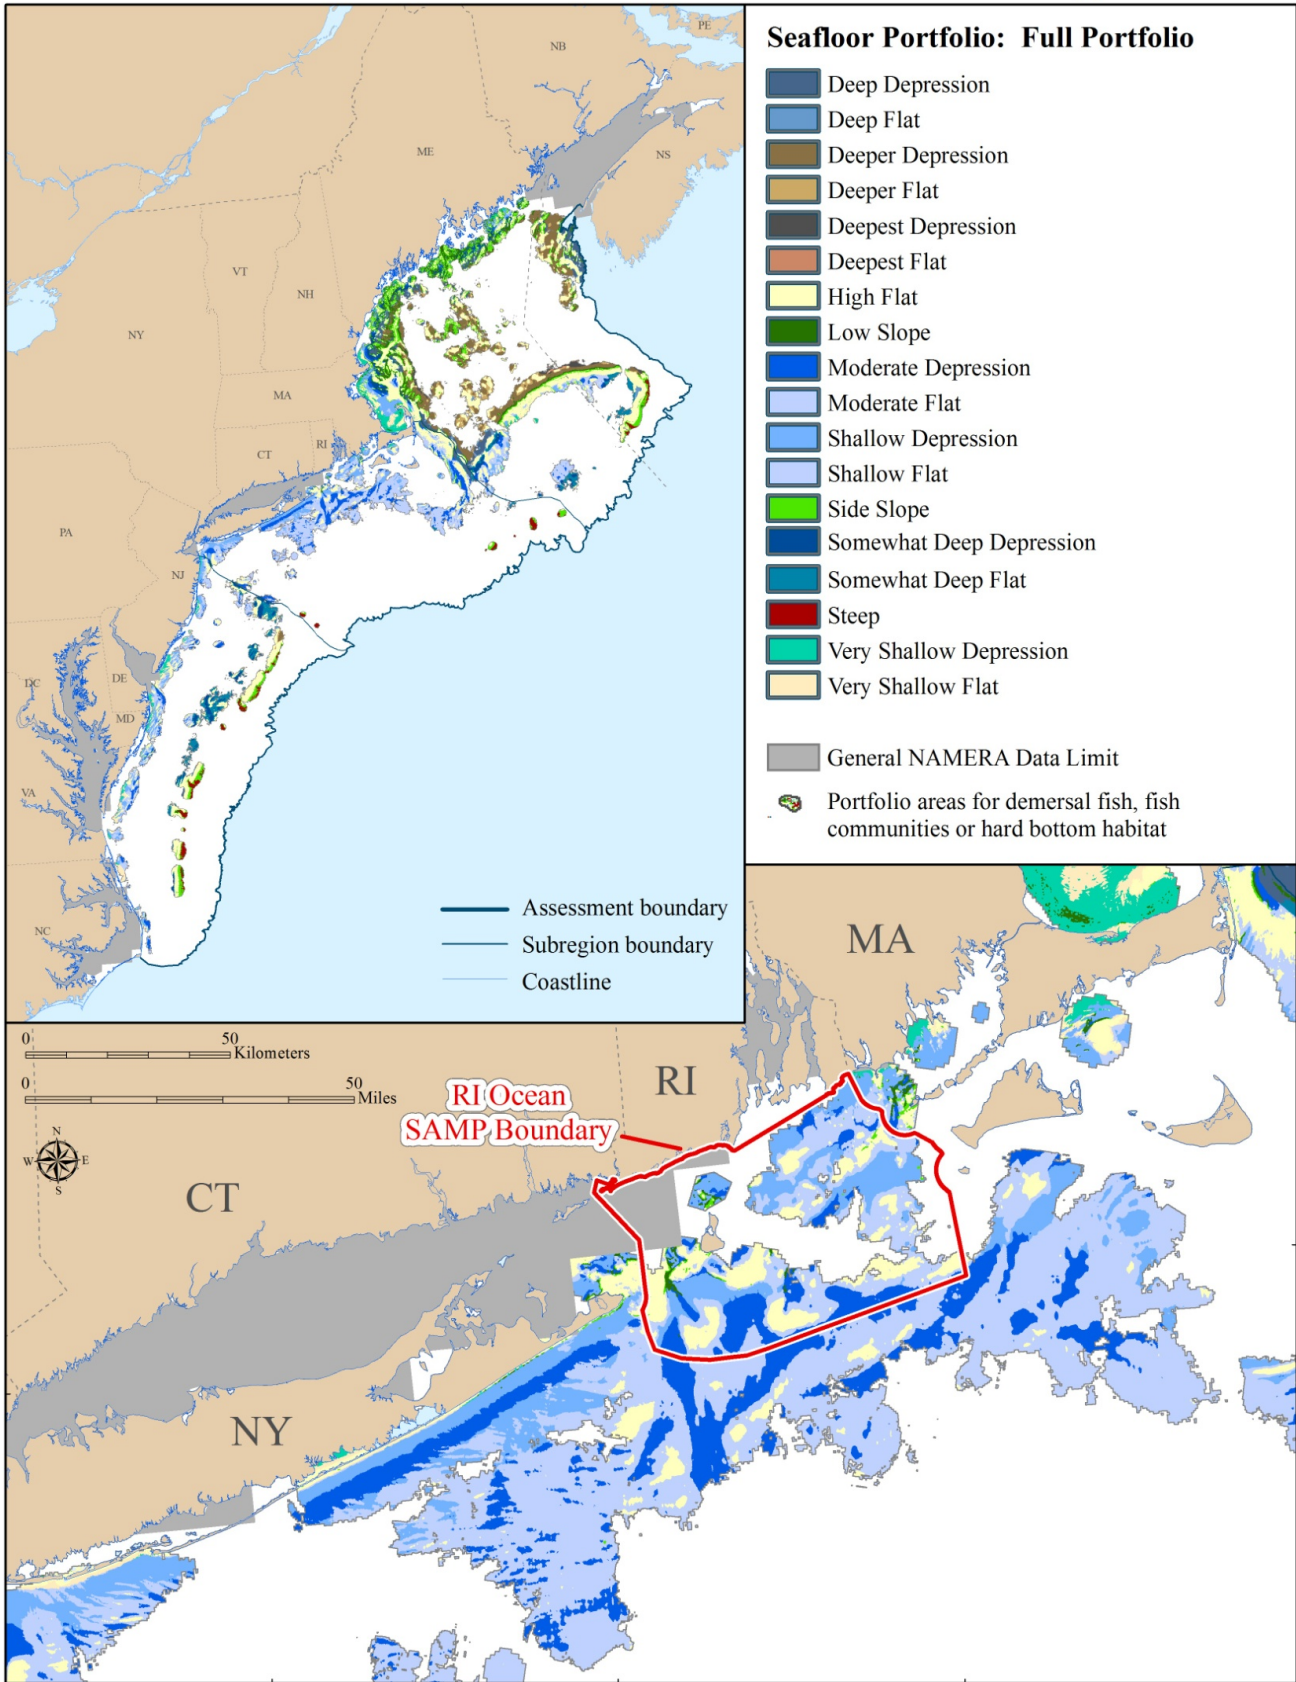 PE
NB
ME
NS
VT
NH
NY
MA
CT
RI
PA
NJ
DC
DE
MD
VA
NC
Assessment boundary
Subregion boundary
Coastline
Seafloor Portfolio: Full Portfolio
Deep Depression
Deep Flat
Deeper Depression
Deeper Flat
Deepest Depression
Deepest Flat
High Flat
Low Slope
Moderate Depression
Moderate Flat
Shallow Depression
Shallow Flat
Side Slope
Somewhat Deep Depression
Somewhat Deep Flat
Steep
Very Shallow Depression
Very Shallow Flat
General NAMERA Data Limit
Portfolio areas for demersal fish, fish
communities or hard bottom habitat
MA
0 50
Kilometers
0 50
Miles
N
W E
S
RI
RI Ocean
SAMP Boundary
CT
NY